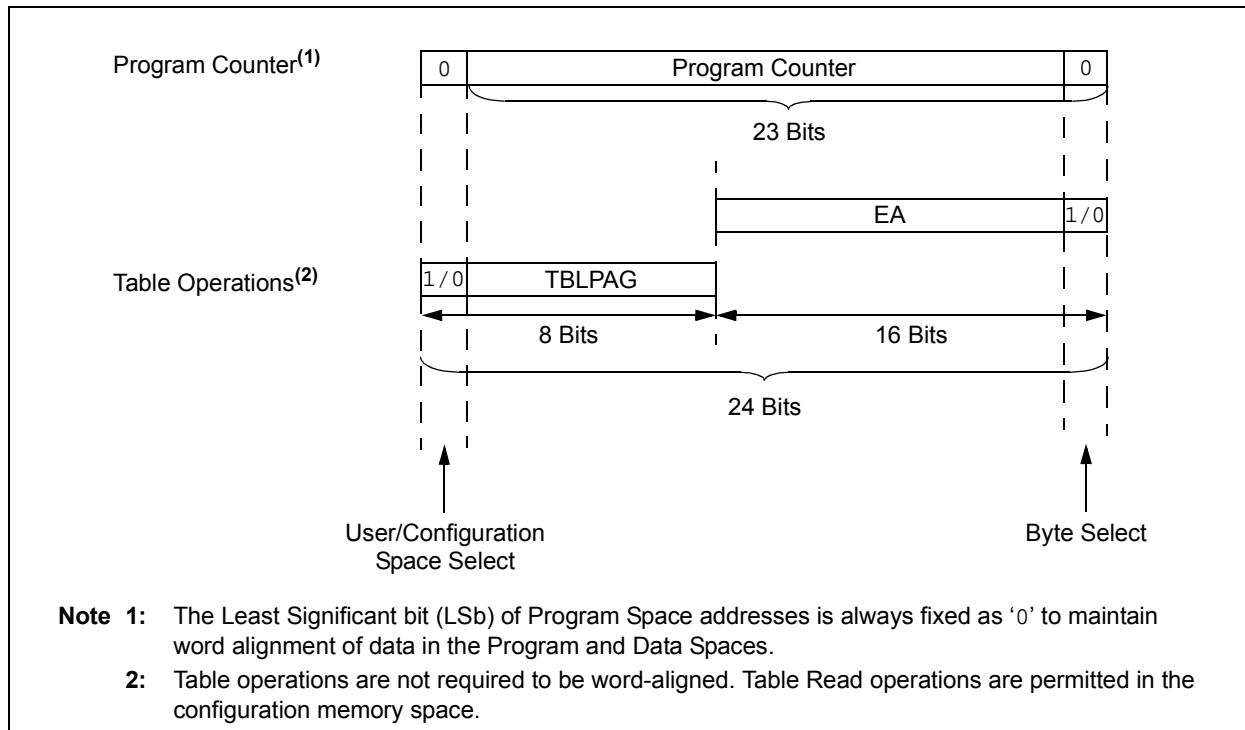 Program Counter(1)
0
Program Counter
0
23 Bits
EA
1/0
Table Operations(2)
1/0
TBLPAG
8 Bits
16 Bits
24 Bits
User/Configuration
Space Select
Byte Select
Note 1: The Least Significant bit (LSb) of Program Space addresses is always fixed as ‘0’ to maintain
word alignment of data in the Program and Data Spaces.
2: Table operations are not required to be word-aligned. Table Read operations are permitted in the
configuration memory space.